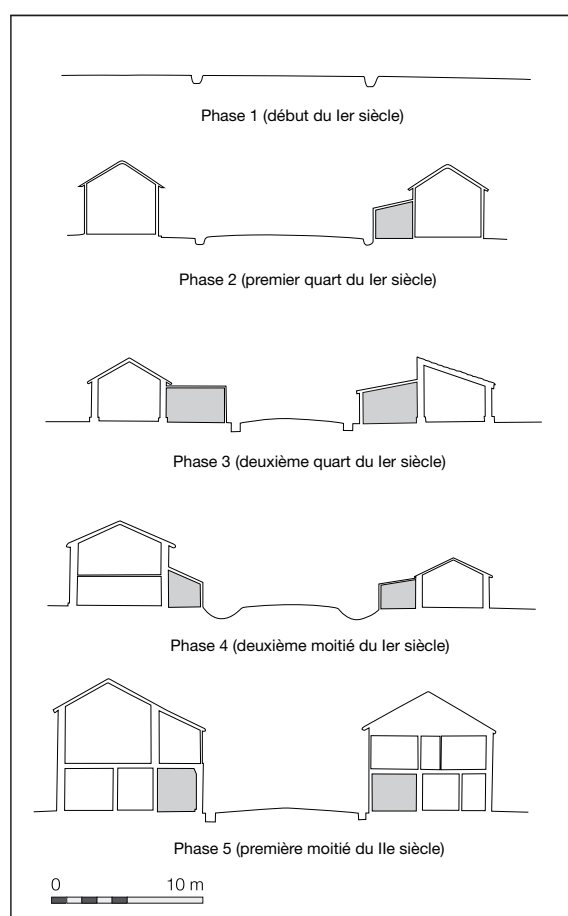 Phase 1 (début du Ier siècle)
Phase 2 (premier quart du Ier siècle)
Phase 3 (deuxième quart du Ier siècle)
Phase 4 (deuxième moitié du Ier siècle)
Phase 5 (première moitié du IIe siècle)
0 10 m